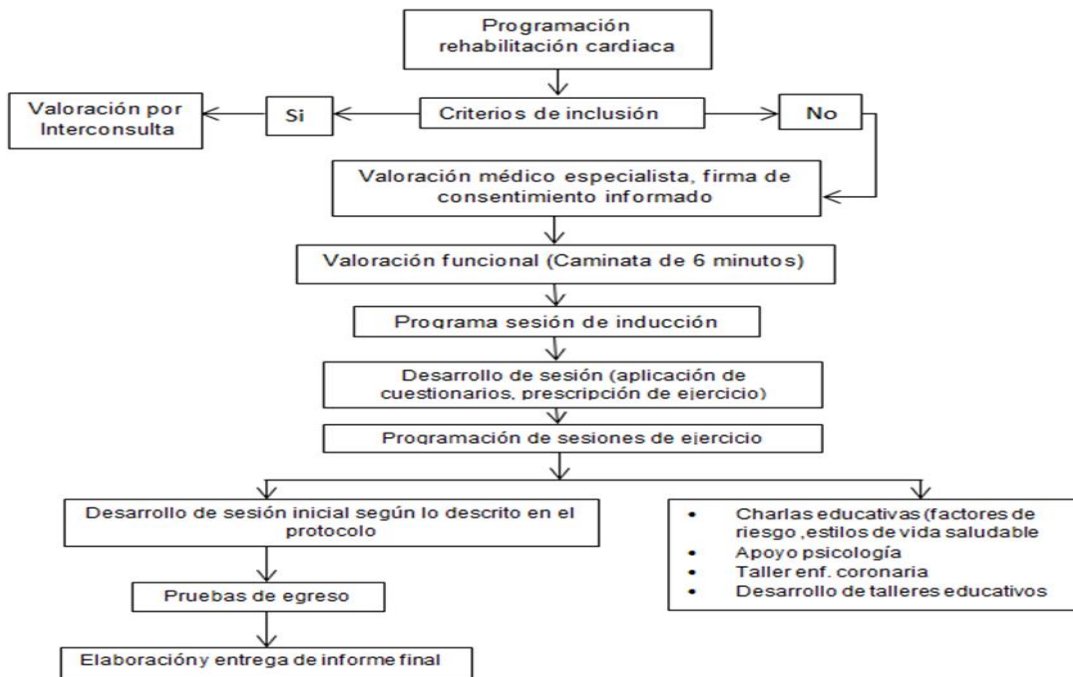 Programación
rehabilitación cardiaca
Valoración por
Interconsulta
Si
Criterios de inclusión
No
Valoración médico especialista, firma de
consentimiento informado
Valoración funcional (Caminata de 6 minutos)
Programa sesión de inducción
Desarrollo de sesión (aplicación de
cuestionarios, prescripción de ejercicio)
Programación de sesiones de ejercicio
Desarrollo de sesión inicial según lo descrito en el
protocolo
Pruebas de egreso
Elaboración y entrega de informe final
• Charlas educativas (factores de
riesgo ,estilos de vida saludable
• Apoyo psicología
• Taller enf. coronaria
• Desarrollo de talleres educativos